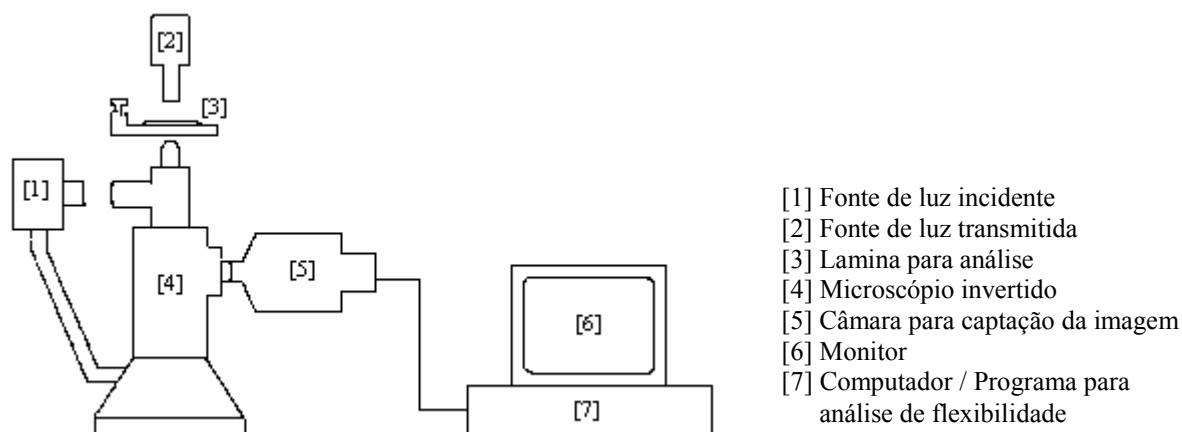 [2]
[3]
[1]
[4]
[5]
[6]
[7]
[1] Fonte de luz incidente
[2] Fonte de luz transmitida
[3] Lamina para análise
[4] Microscópio invertido
[5] Câmara para captação da imagem
[6] Monitor
[7] Computador / Programa para
análise de flexibilidade